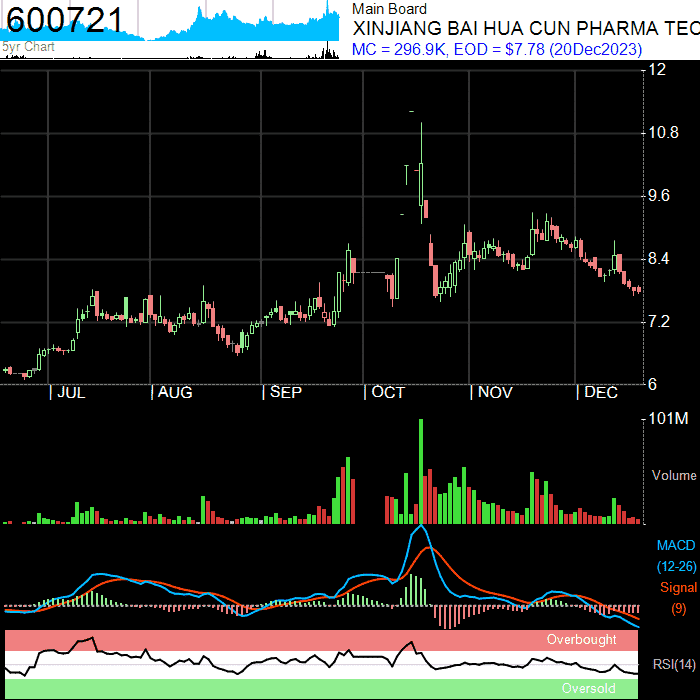 600721
5yr Chart
Main Board
XINJIANG BAI HUA CUN PHARMA TEC
MC = 296.9K, EOD = $7.78 (20Dec2023)
12
10.8
9.6
8.4
7.2
6
| JUL | AUG | SEP | OCT | NOV | DEC
101M
Volume
MACD
(12-26)
Signal
(9)
Overbought
RSI(14)
Oversold